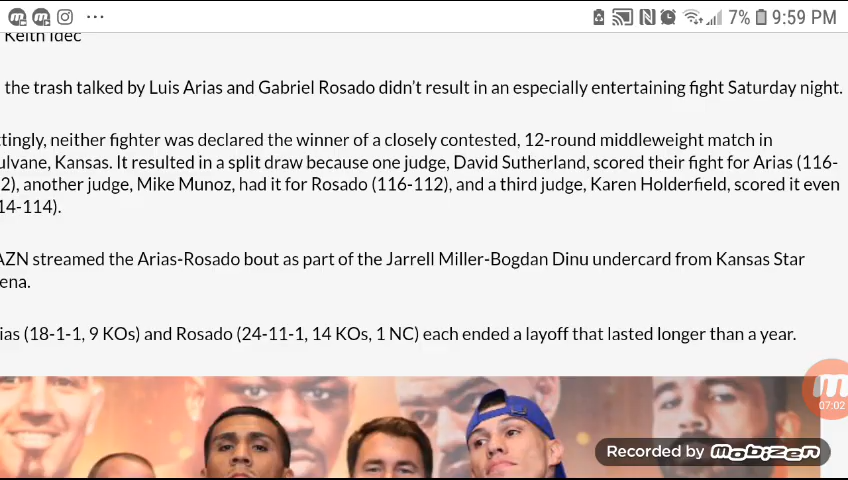 7% 9:59 PM
Keith Idec
the trash talked by Luis Arias and Gabriel Rosado didn’t result in an especially entertaining fight Saturday night.
tingly, neither fighter was declared the winner of a closely contested, 12-round middleweight match in
ulvane, Kansas. It resulted in a split draw because one judge, David Sutherland, scored their fight for Arias (116-
2), another judge, Mike Munoz, had it for Rosado (116-112), and a third judge, Karen Holderfield, scored it even
14-114).
AZN streamed the Arias-Rosado bout as part of the Jarrell Miller-Bogdan Dinu undercard from Kansas Star
ena.
ias (18-1-1, 9 KOs) and Rosado (24-11-1, 14 KOs, 1 NC) each ended a layoff that lasted longer than a year.
07:02
Recorded by mobizen